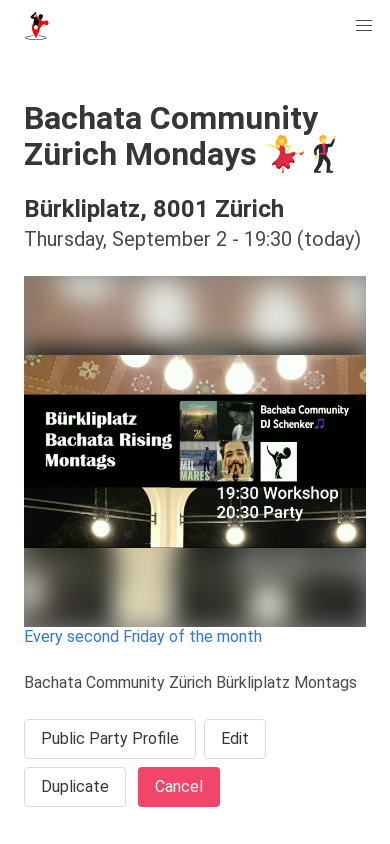 Bachata Community
Zürich Mondays 💃🕺
Bürkliplatz, 8001 Zürich
Thursday, September 2 - 19:30 (today)
Bürkliplatz
Bachata Rising
Montags
MIL
MARES
Bachata Community
DJ Schenker🎵
19:30 Workshop
20:30 Party
Every second Friday of the month
Bachata Community Zürich Bürkliplatz Montags
Public Party Profile
Edit
Duplicate
Cancel